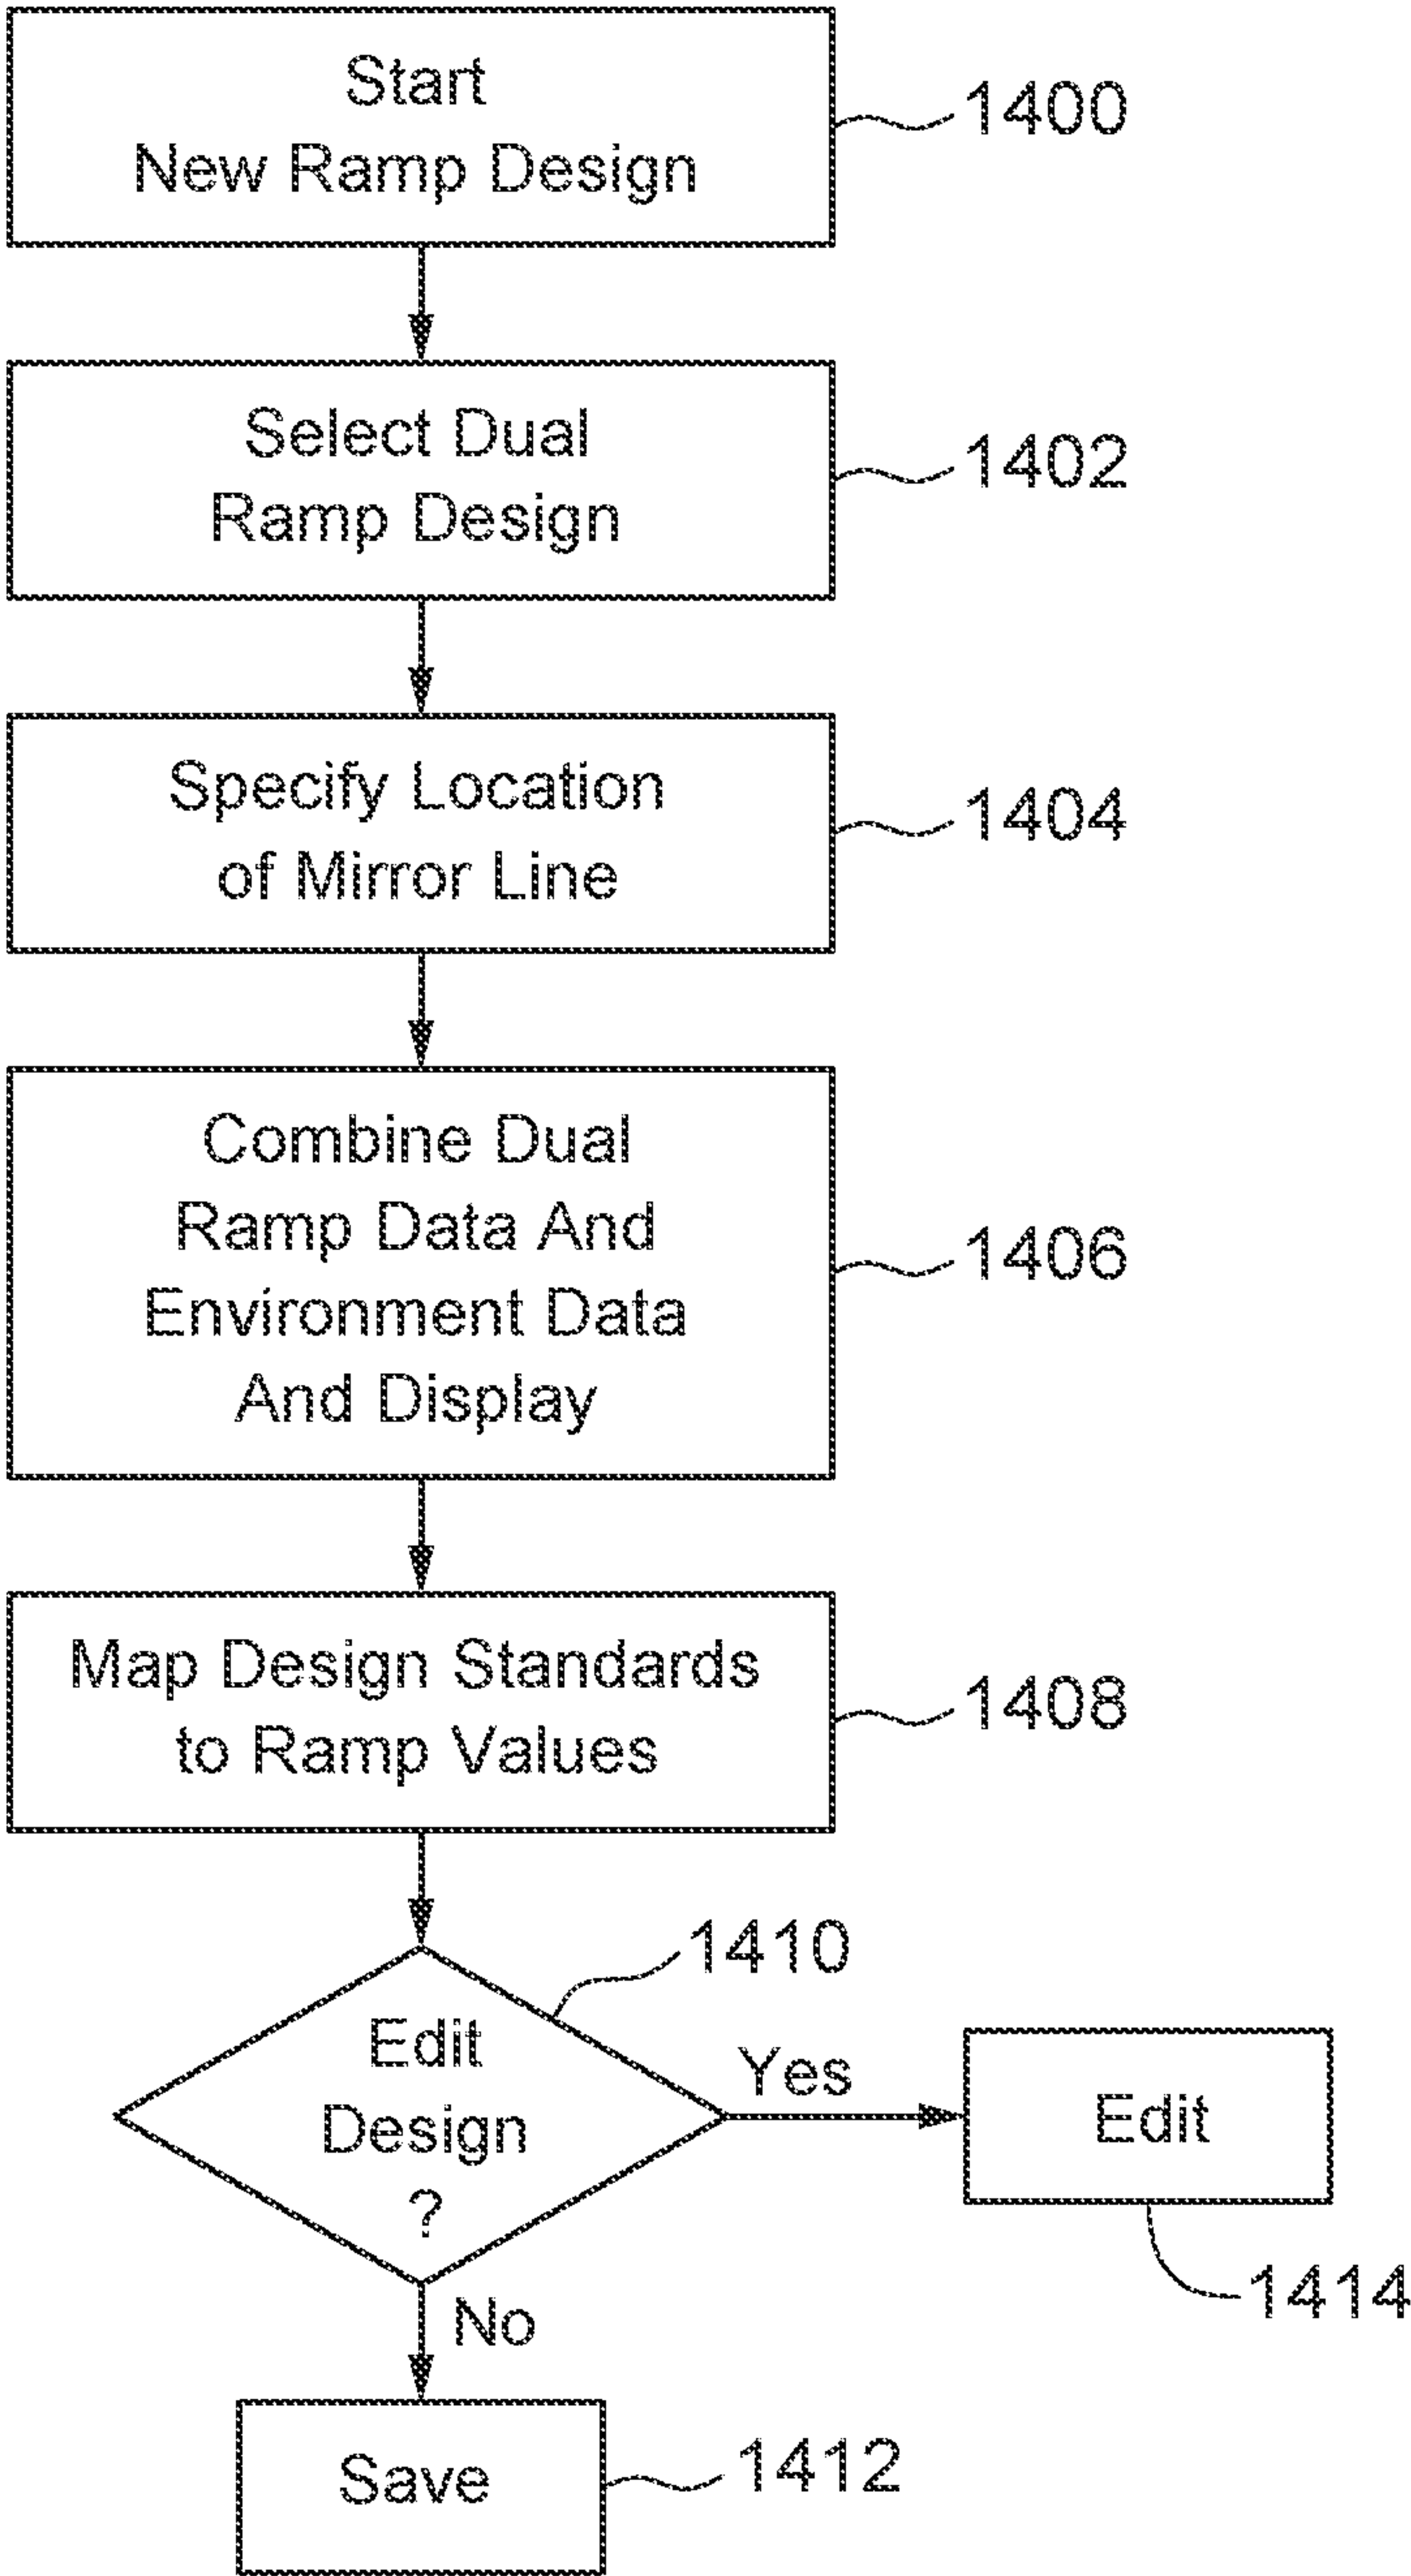 Start
New Ramp Design
1400
Select Dual
Ramp Design
1402
Specify Location
of Mirror Line
1404
Combine Dual
Ramp Data And
Environment Data
And Display
1406
Map Design Standards
to Ramp Values
1408
1410
Edit
Design
?
Yes
Edit
1414
No
Save
1412